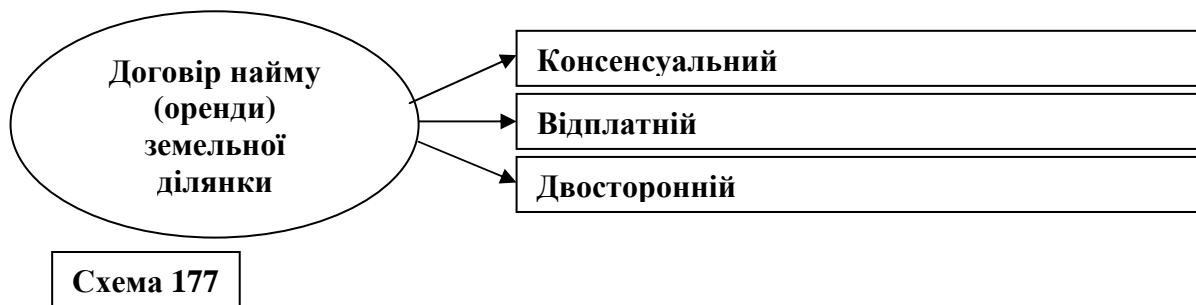 Договір найму
(оренди)
земельної
ділянки
Консенсуальний
Відплатній
Двосторонній
Схема 177